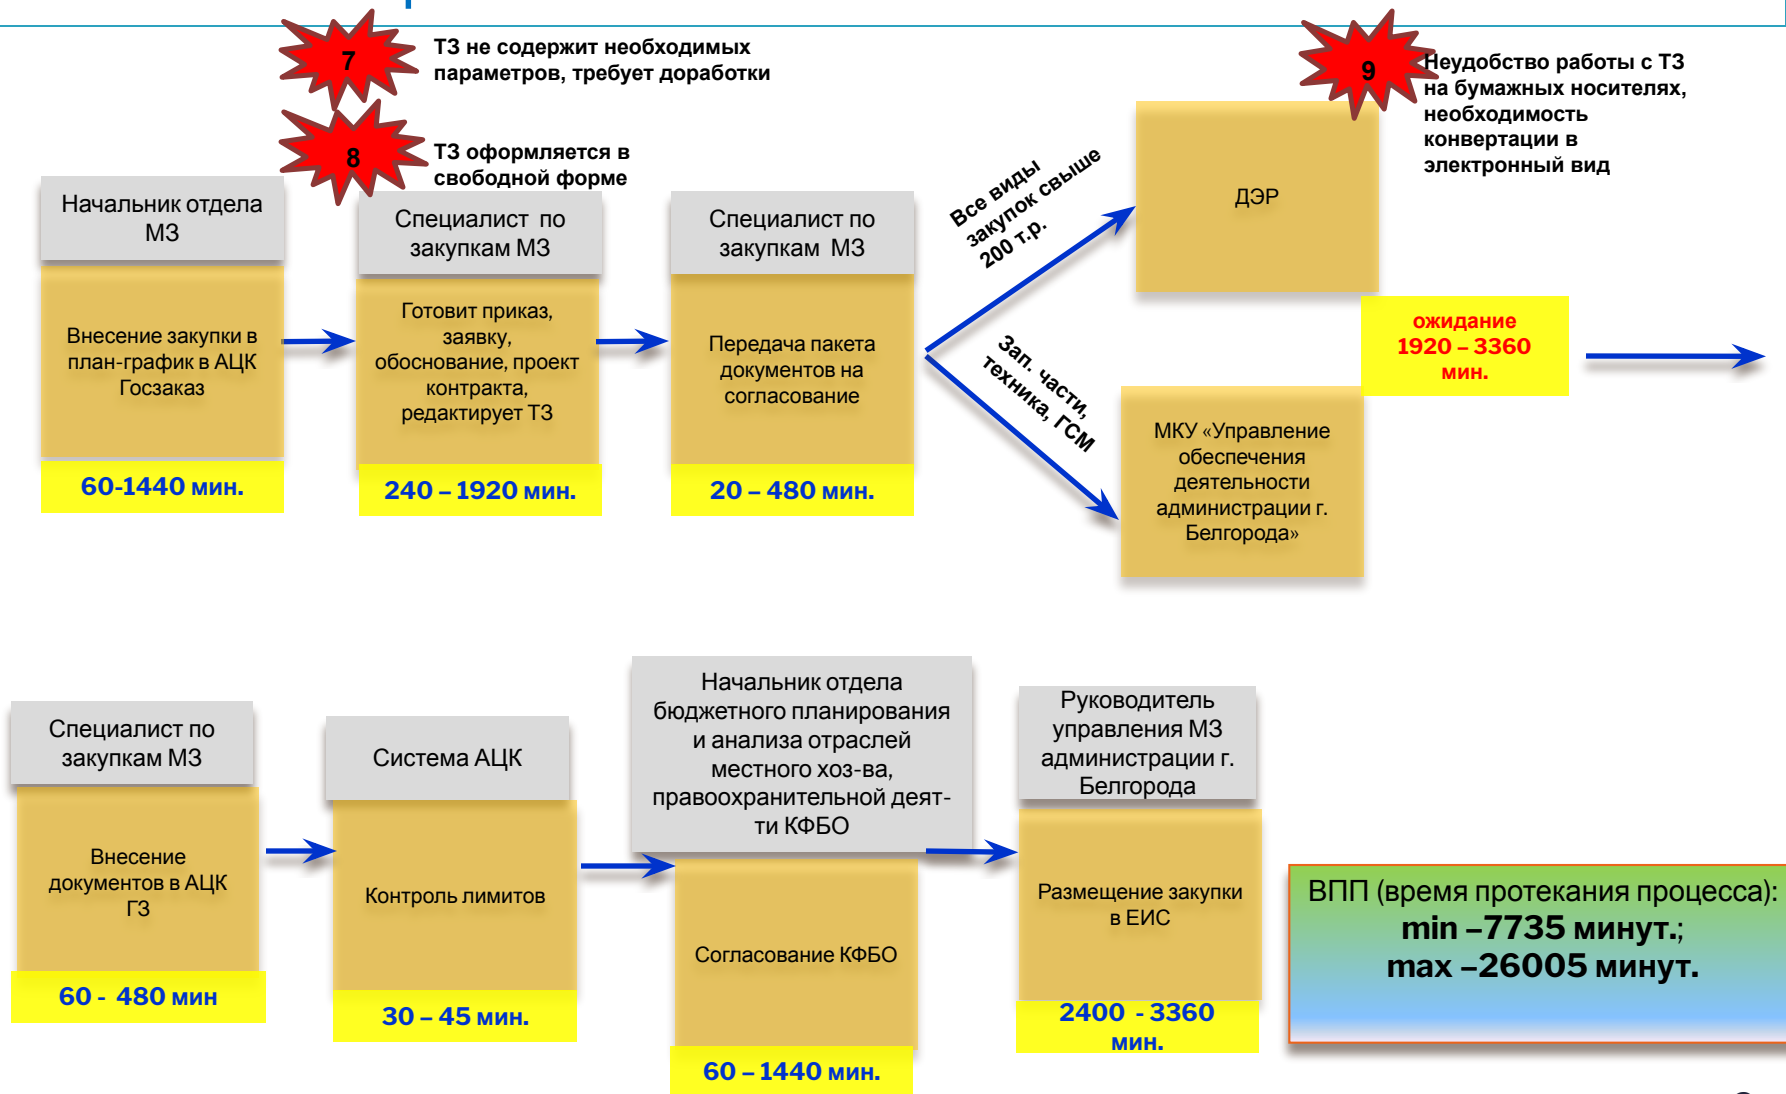 7
ТЗ не содержит необходимых
параметров, требует доработки
8
ТЗ оформляется в
свободной форме
9
Неудобство работы с ТЗ
на бумажных носителях,
необходимость
конвертации в
электронный вид
Начальник отдела
МЗ
Внесение закупки в
план-график в АЦК
Госзаказ
60-1440 мин.
Специалист по
закупкам МЗ
Готовит приказ,
заявку,
обоснование, проект
контракта,
редактирует ТЗ
240 – 1920 мин.
Специалист по
закупкам МЗ
Передача пакета
документов на
согласование
20 – 480 мин.
Все виды
закупок свыше
200 т.р.
Зап. части,
техника, ГСМ
ДЭР
МКУ «Управление
обеспечения
деятельности
администрации г.
Белгорода»
ожидание
1920 – 3360
мин.
Специалист по
закупкам МЗ
Внесение
документов в АЦК
ГЗ
60 - 480 мин
Система АЦК
Контроль лимитов
30 – 45 мин.
Начальник отдела
бюджетного планирования
и анализа отраслей
местного хоз-ва,
правоохранительной деят-
ти КФБО
Согласование КФБО
60 – 1440 мин.
Руководитель
управления МЗ
администрации г.
Белгорода
Размещение закупки
в ЕИС
2400 - 3360
мин.
ВПП (время протекания процесса):
min –7735 минут.;
max –26005 минут.